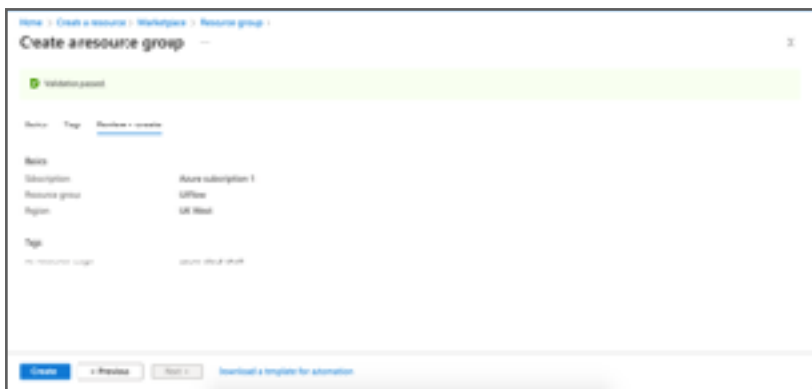 Home > Create a resource > Marketplace > Resource group >
Create a resource group ...
Validation passed
Basics Tags Review + create
Basics
Subscription Azure subscription 1
Resource group
Region UK West
Tags
Create < Previous Next > Download a template for automation